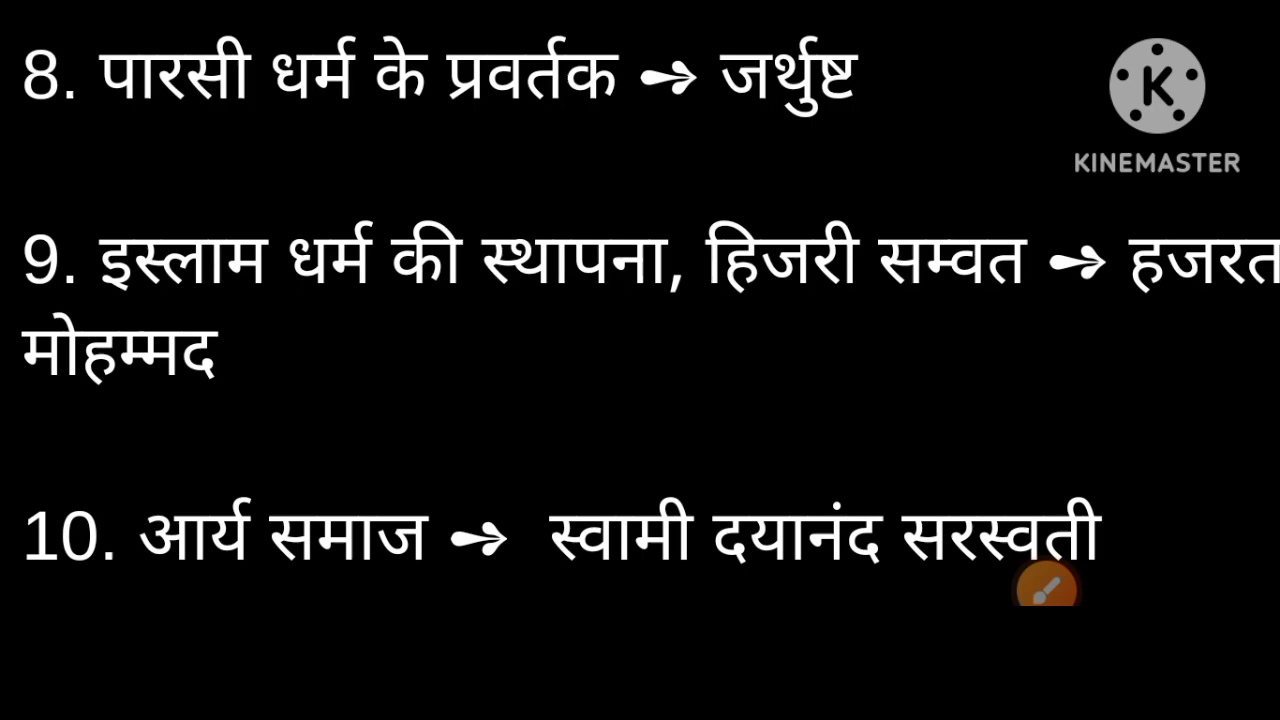 8. पारसी धर्म के प्रवर्तक ➺ जर्थुष्ट
KINEMASTER
9. इस्लाम धर्म की स्थापना, हिजरी सम्वत ➺ हजरत
मोहम्मद
10. आर्य समाज ➺ स्वामी दयानंद सरस्वती